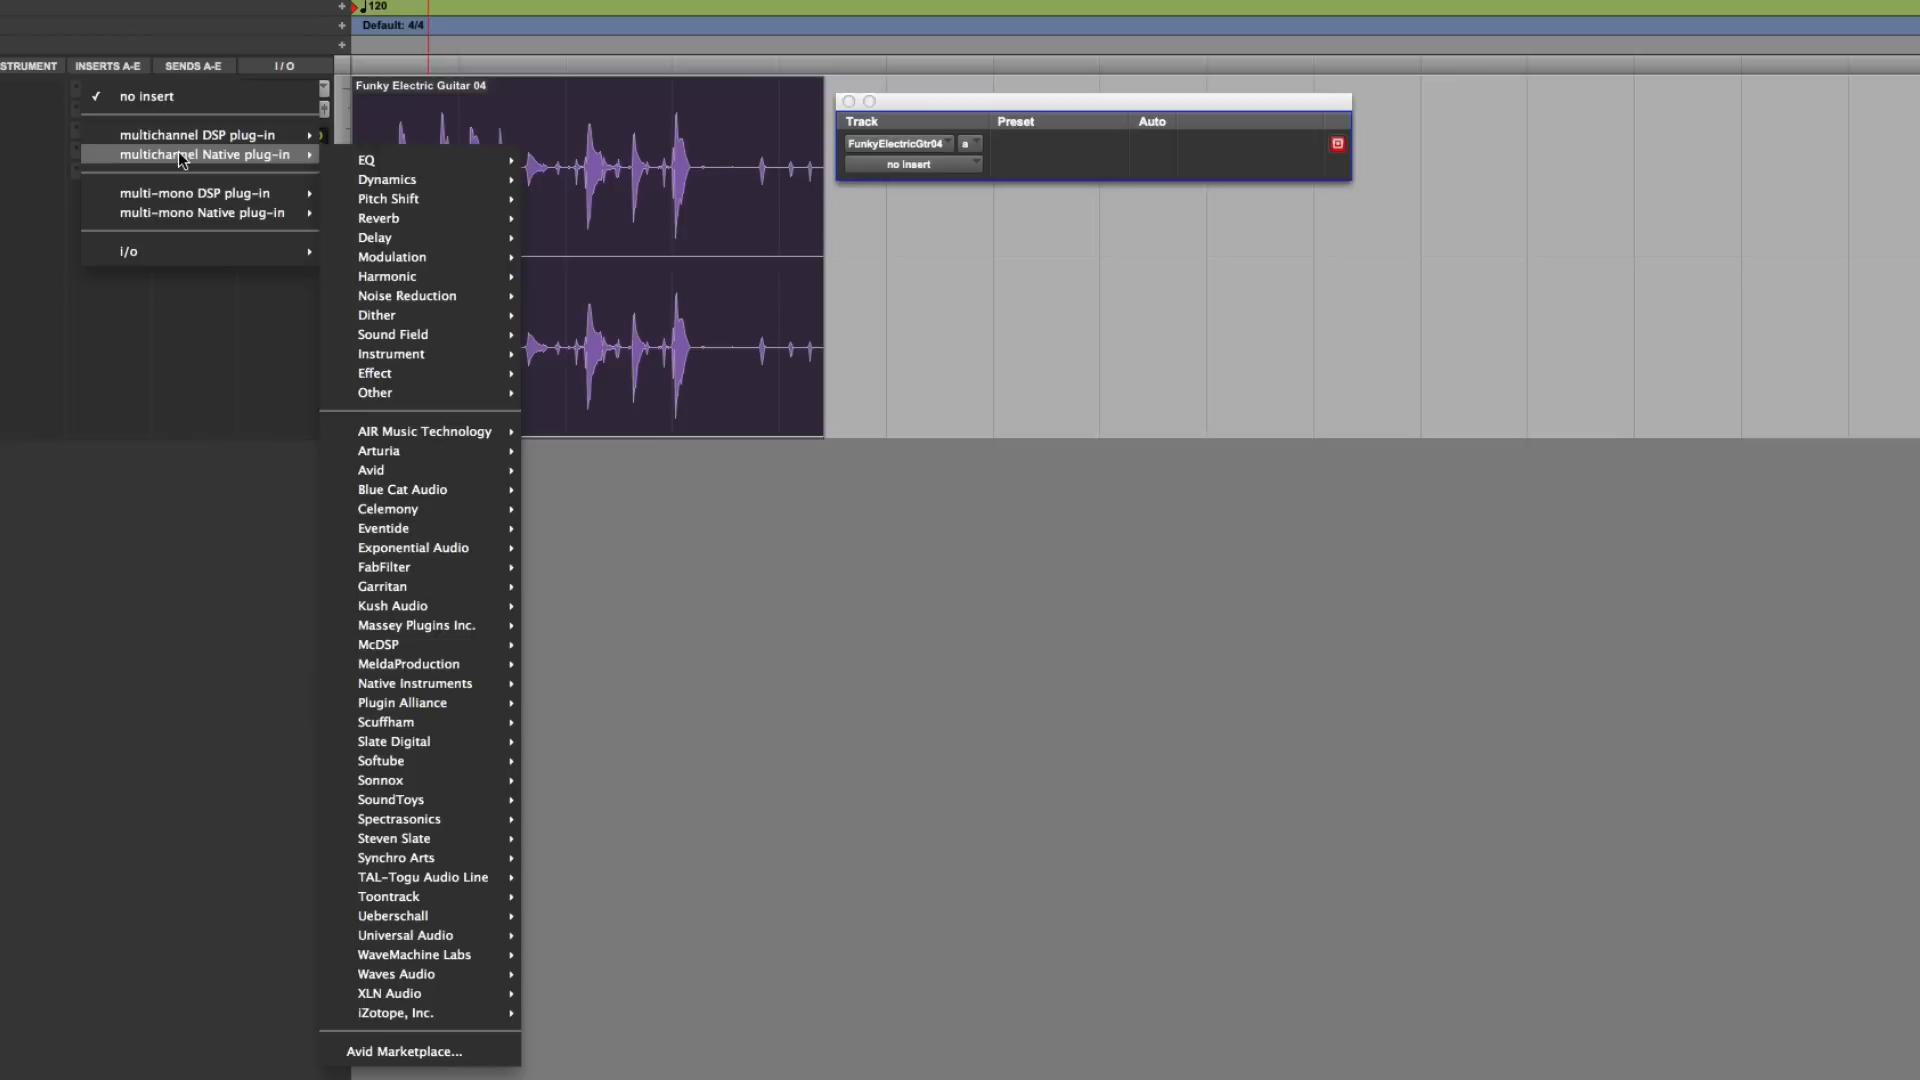 120
Default: 4/4
STRUMENT
INSERTS A-E
SENDS A-E
I / O
no insert
multichannel DSP plug-in
multichannel Native plug-in
multi-mono DSP plug-in
multi-mono Native plug-in
i/o
EQ
Dynamics
Pitch Shift
Reverb
Delay
Modulation
Harmonic
Noise Reduction
Dither
Sound Field
Instrument
Effect
Other
AIR Music Technology
Arturia
Avid
Blue Cat Audio
Celemony
Eventide
Exponential Audio
FabFilter
Garritan
Kush Audio
Massey Plugins Inc.
McDSP
MeldaProduction
Native Instruments
Plugin Alliance
Scuffham
Slate Digital
Softube
Sonnox
SoundToys
Spectrasonics
Steven Slate
Synchro Arts
TAL-Togu Audio Line
Toontrack
Ueberschall
Universal Audio
WaveMachine Labs
Waves Audio
XLN Audio
iZotope, Inc.
Avid Marketplace...
Funky Electric Guitar 04
Track
Preset
Auto
FunkyElectricGtr04
a
no insert